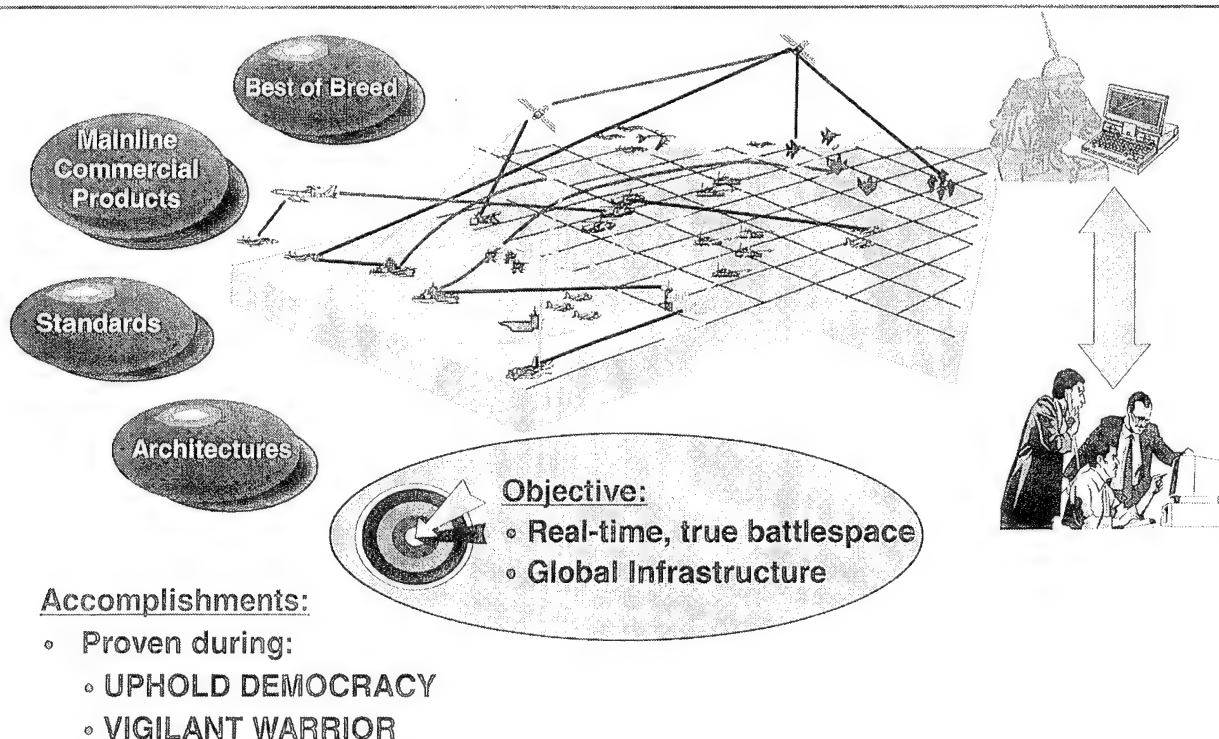 Best of Breed
Mainline
Commercial
Products
Standards
Architectures
Objective:
• Real-time, true battlespace
• Global Infrastructure
Accomplishments:
• Proven during:
• UPHOLD DEMOCRACY
• VIGILANT WARRIOR